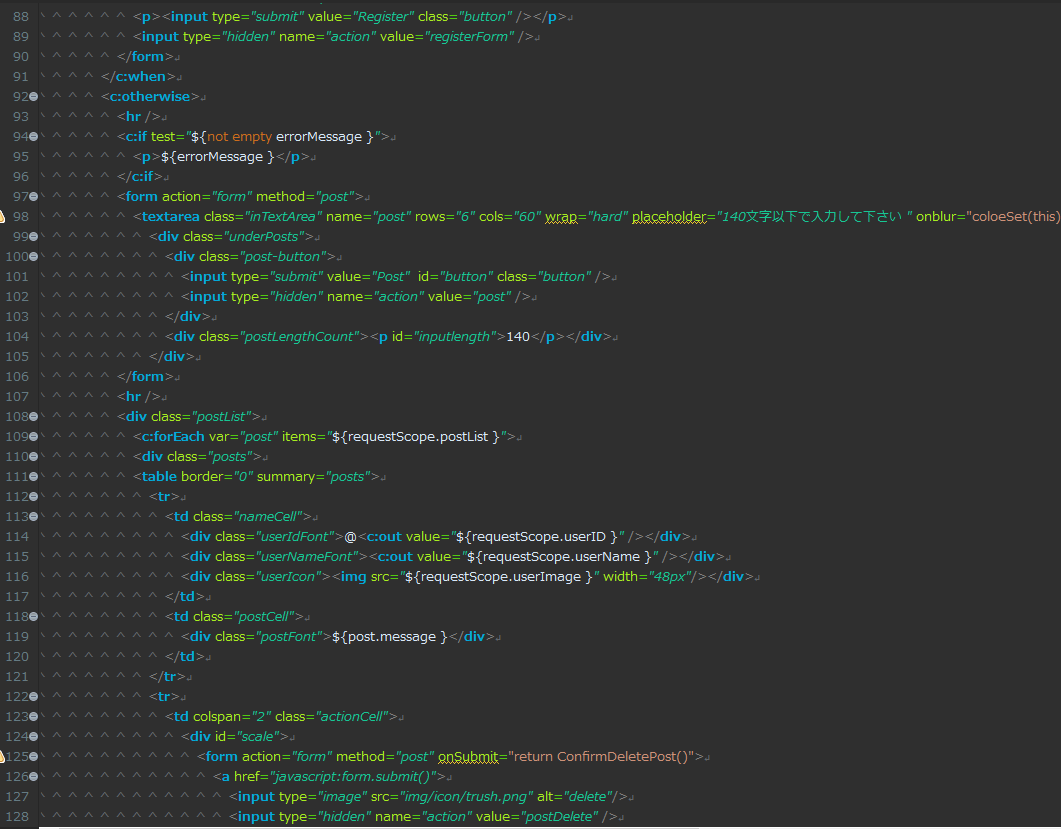 88 <p><input type="submit" value="Register" class="button" /></p>
89 <input type="hidden" name="action" value="registerForm" />
90 </form>
91 </c:when>
92 <c:otherwise>
93 <hr />
94 <c:if test="${not empty errorMessage }">
95 <p>${errorMessage }</p>
96 </c:if>
97 <form action="form" method="post">
98 <textarea class="inTextArea" name="post" rows="6" cols="60" wrap="hard" placeholder="140文字以下で入力して下さい " onblur="coloeSet(this)
99 <div class="underPosts">
100 <div class="post-button">
101 <input type="submit" value="Post"  id="button" class="button" />
102 <input type="hidden" name="action" value="post" />
103 </div>
104 <div class="postLengthCount"><p id="inputlength">140</p></div>
105 </div>
106 </form>
107 <hr />
108 <div class="postList">
109 <c:forEach var="post" items="${requestScope.postList }">
110 <div class="posts">
111 <table border="0" summary="posts">
112 <tr>
113 <td class="nameCell">
114 <div class="userIdFont">@<c:out value="${requestScope.userID }" /></div>
115 <div class="userNameFont"><c:out value="${requestScope.userName }" /></div>
116 <div class="userIcon"><img src="${requestScope.userImage }" width="48px"/></div>
117 </td>
118 <td class="postCell">
119 <div class="postFont">${post.message }</div>
120 </td>
121 </tr>
122 <tr>
123 <td colspan="2" class="actionCell">
124 <div id="scale">
125 <form action="form" method="post" onSubmit="return ConfirmDeletePost()">
126 <a href="javascript:form.submit()">
127 <input type="image" src="img/icon/trush.png" alt="delete"/>
128 <input type="hidden" name="action" value="postDelete" />